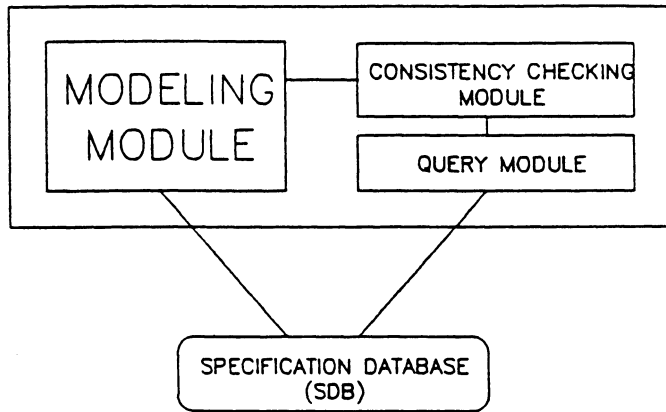 MODELING
MODULE
CONSISTENCY CHECKING
MODULE
QUERY MODULE
SPECIFICATION DATABASE
(SDB)